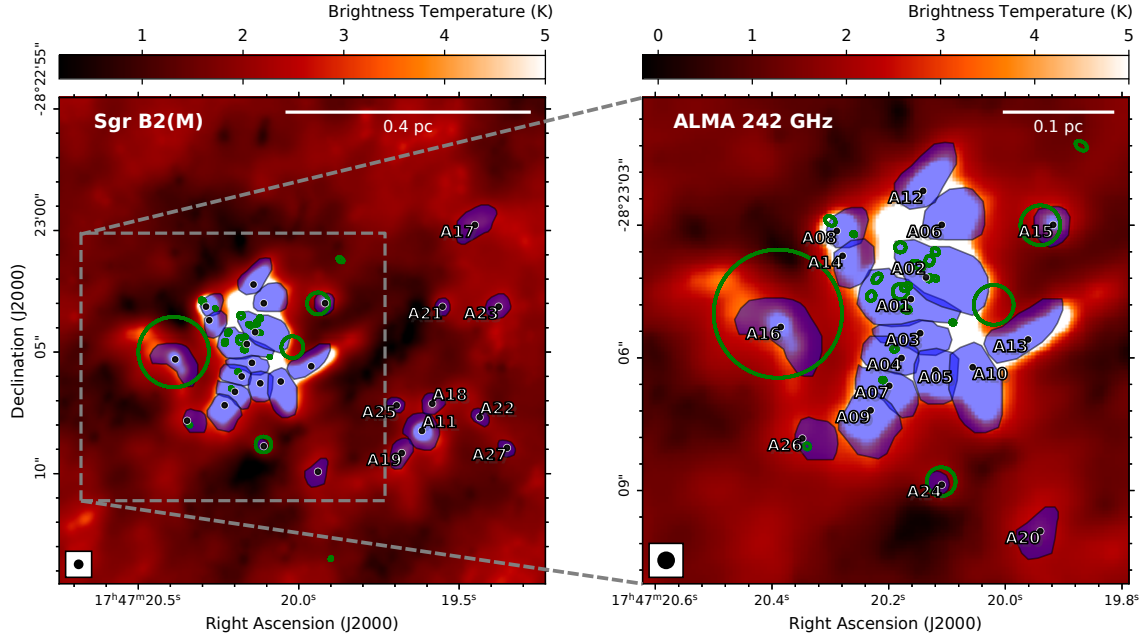 Brightness Temperature (K)
1 2 3 4 5
Sgr B2(M)
0.4 pc
A17
A21
A23
A25
A18
A22
A11
A19
A27
-28°22'55"
23'00"
05"
10"
Declination (J2000)
17ʰ47ᵐ20.5ˢ 20.0ˢ 19.5ˢ
Right Ascension (J2000)
Brightness Temperature (K)
0 1 2 3 4 5
ALMA 242 GHz
0.1 pc
A12
A08
A06
A15
A14
A02
A01
A16
A03
A13
A04
A05
A10
A07
A09
A26
A24
A20
-28°23'03"
06"
09"
17ʰ47ᵐ20.6ˢ 20.4ˢ 20.2ˢ 20.0ˢ 19.8ˢ
Right Ascension (J2000)